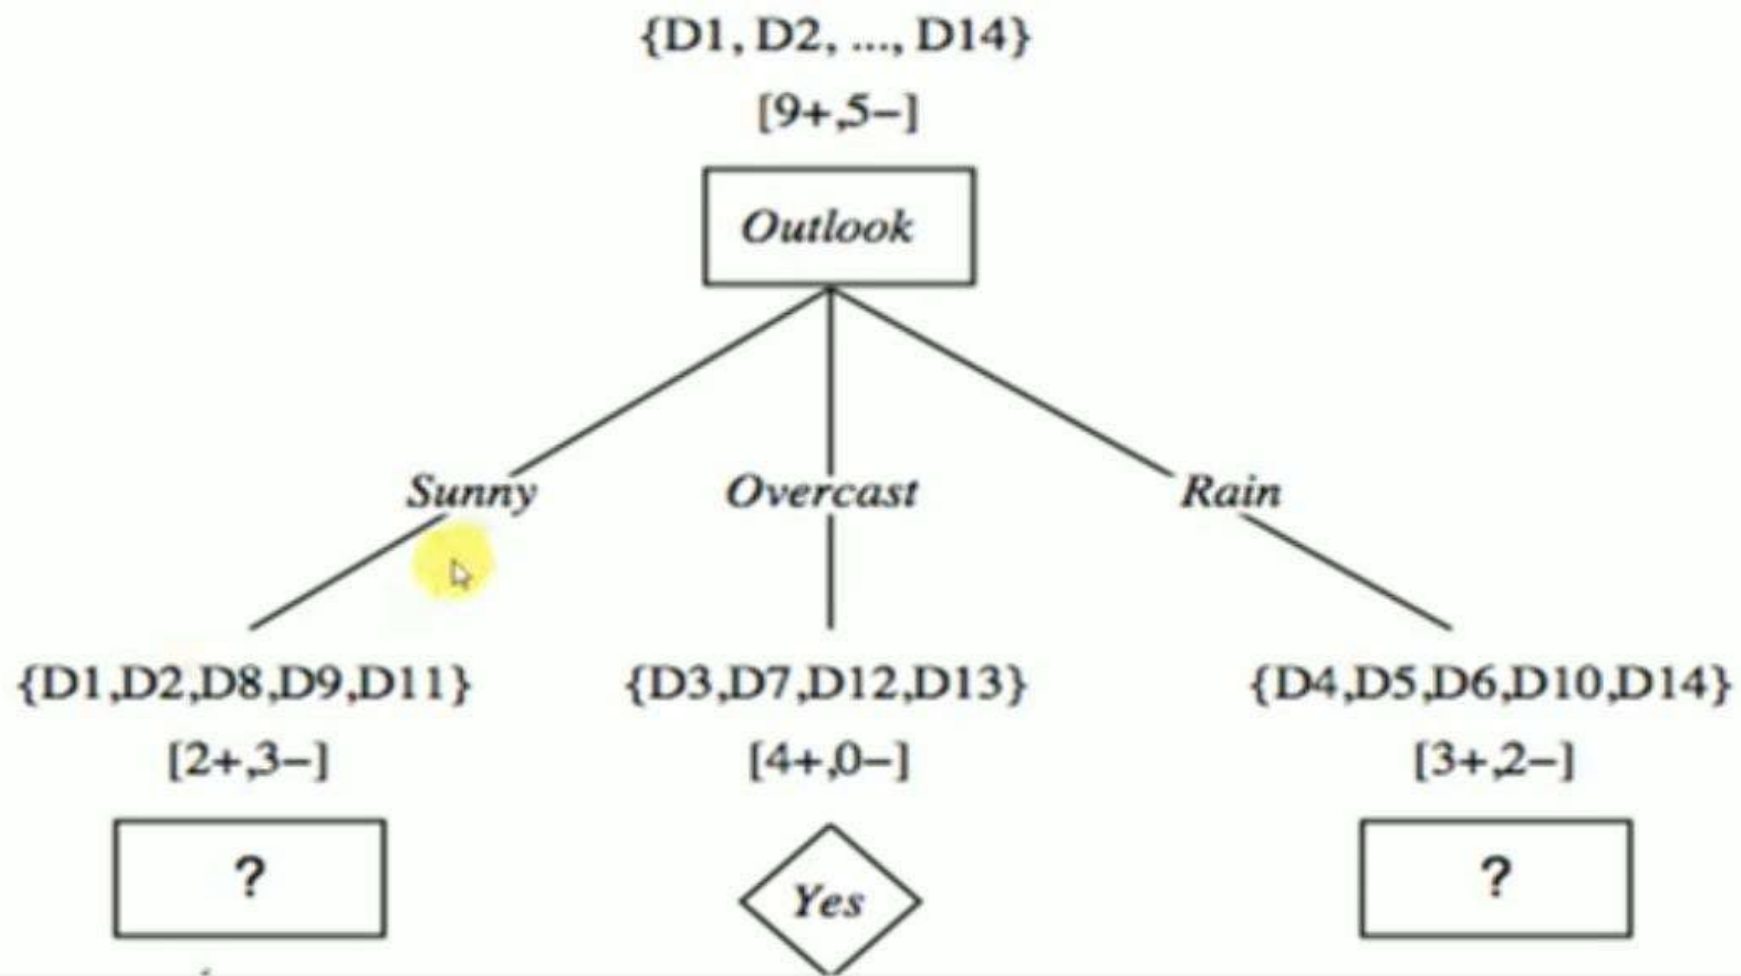 {D1, D2, ..., D14}
[9+,5−]
Outlook
Sunny Overcast Rain
{D1,D2,D8,D9,D11} {D3,D7,D12,D13} {D4,D5,D6,D10,D14}
[2+,3−] [4+,0−] [3+,2−]
? Yes ?